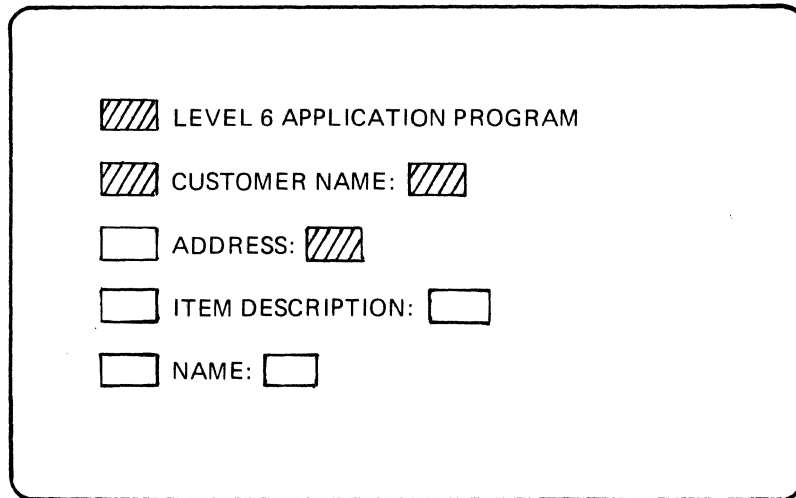 LEVEL 6 APPLICATION PROGRAM
CUSTOMER NAME:
ADDRESS:
ITEM DESCRIPTION:
NAME: